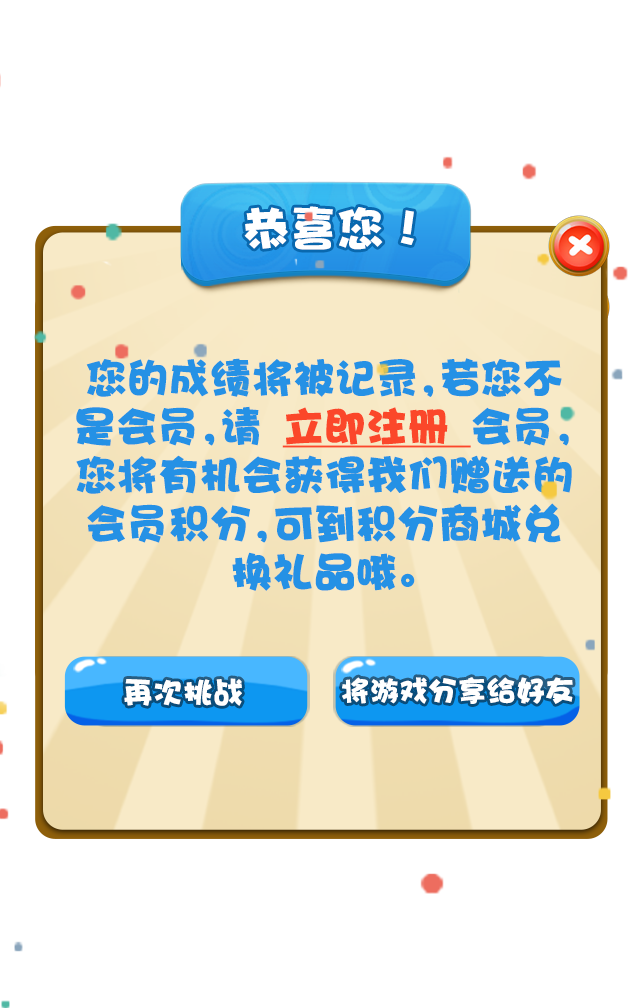 恭喜您！
您的成绩将被记录,若您不
是会员,请 立即注册 会员,
您将有机会获得我们赠送的
会员积分,可到积分商城兑
换礼品哦。
再次挑战
将游戏分享给好友